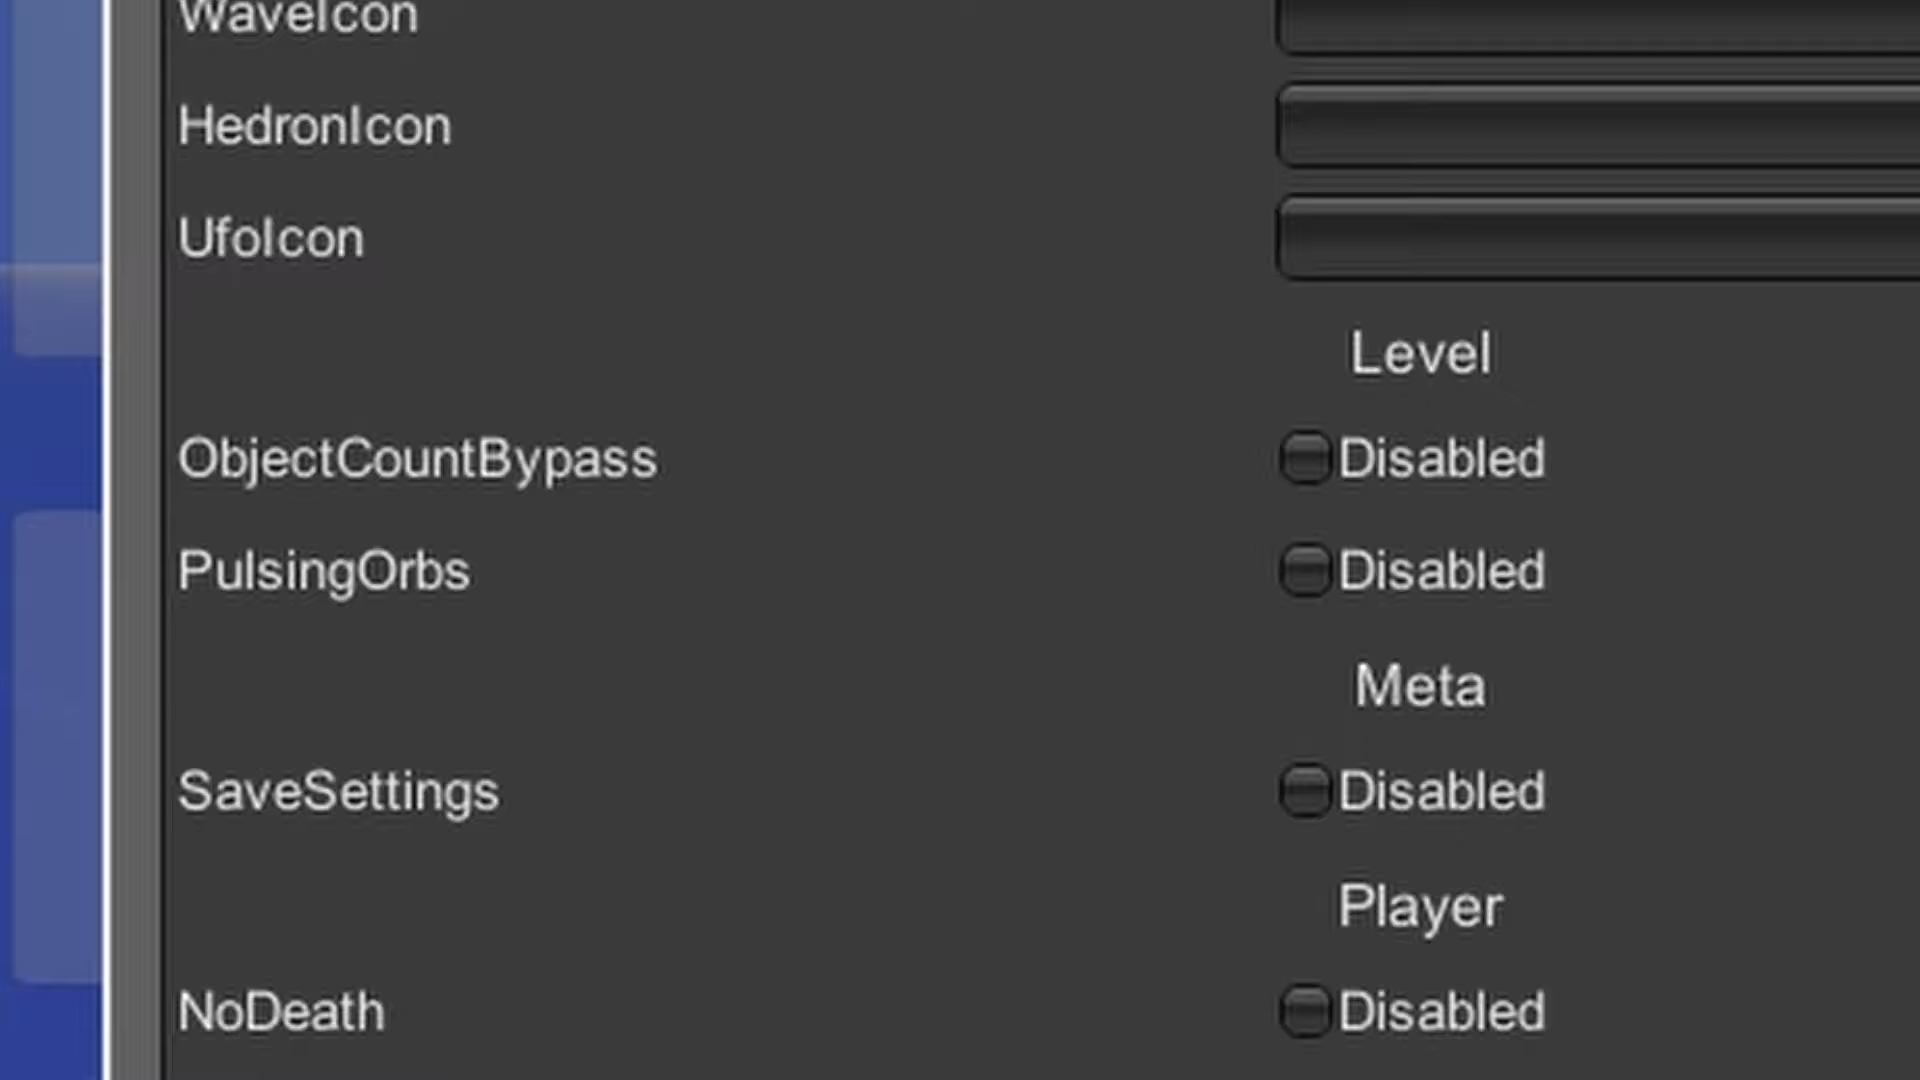 WaveIcon
HedronIcon
UfoIcon
Level
ObjectCountBypass Disabled
PulsingOrbs Disabled
Meta
SaveSettings Disabled
Player
NoDeath Disabled